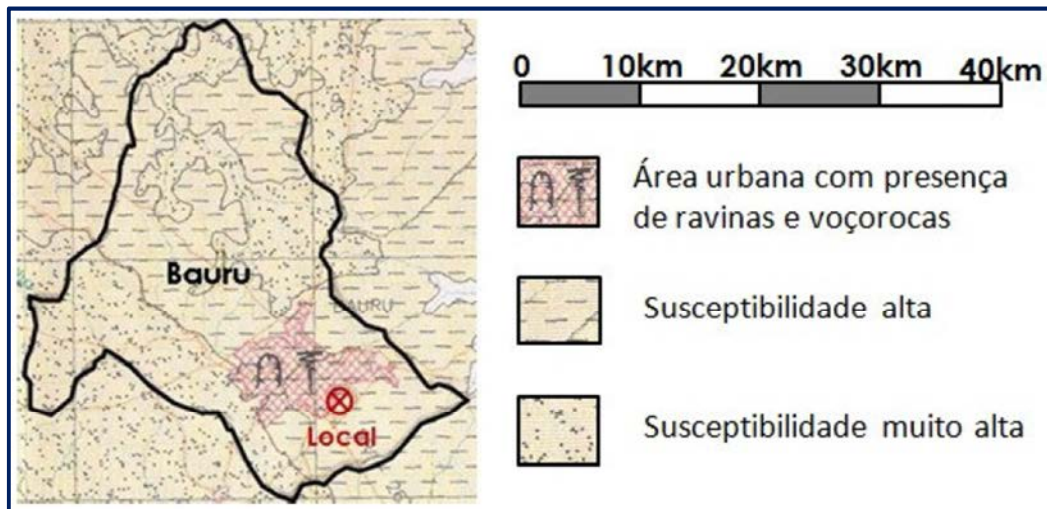 Bauru
BAURU
Local
0 10km 20km 30km 40km
Área urbana com presença
de ravinas e voçorocas
Susceptibilidade alta
Susceptibilidade muito alta